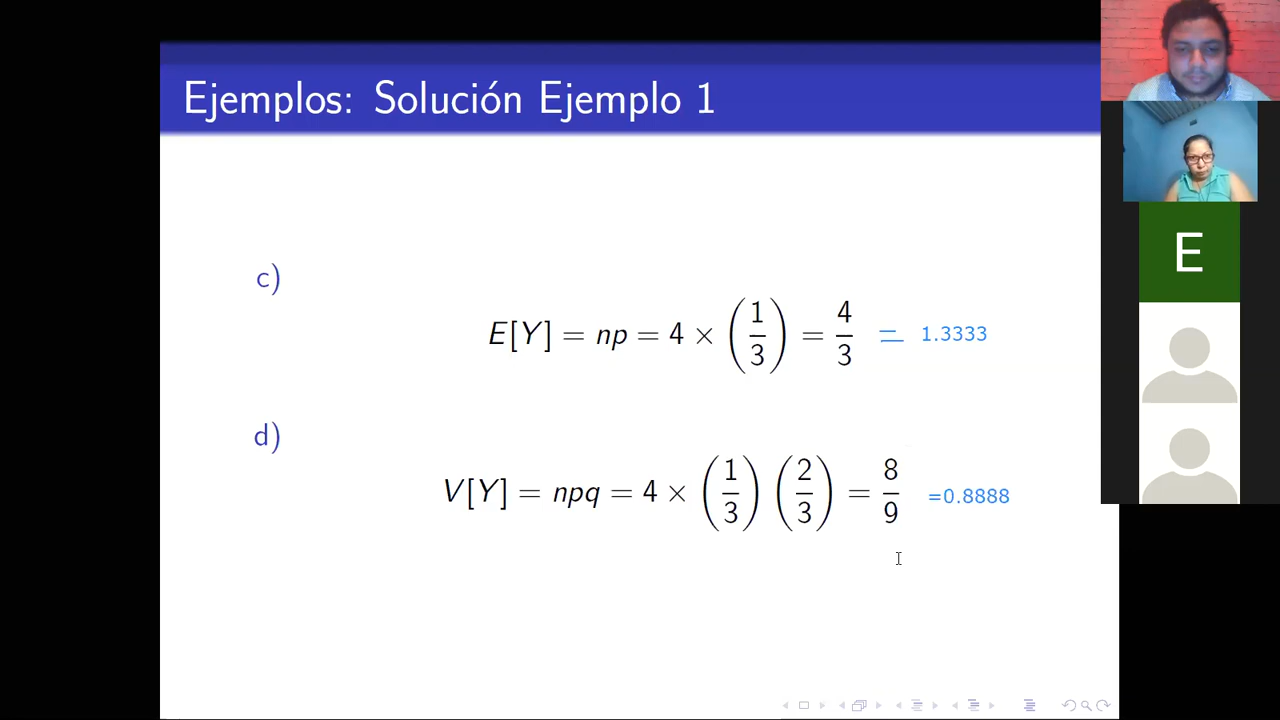 Ejemplos: Solución Ejemplo 1
E
c)
E[Y] = np = 4 × (1/3) = 4/3 = 1.3333
d)
V[Y] = npq = 4 × (1/3) (2/3) = 8/9 =0.8888